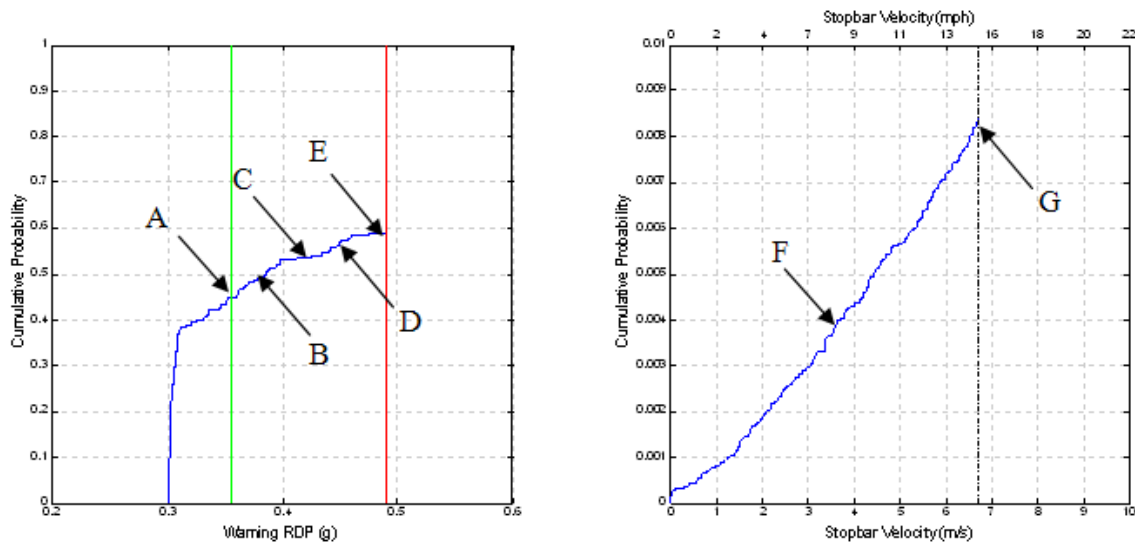 Stopbar Velocity (mph)
0 2 4 7 9 11 13 16 18 20 22
1
0.9
0.8
0.7
0.6
0.5
0.4
0.3
0.2
0.1
0
Cumulative Probability
A
C
E
B
D
0.2 0.3 0.4 0.5 0.6
Warning RDP (g)
0.01
0.009
0.008
0.007
0.006
0.005
0.004
0.003
0.002
0.001
0
Cumulative Probability
F
G
0 1 2 3 4 5 6 7 8 9 10
Stopbar Velocity (m/s)